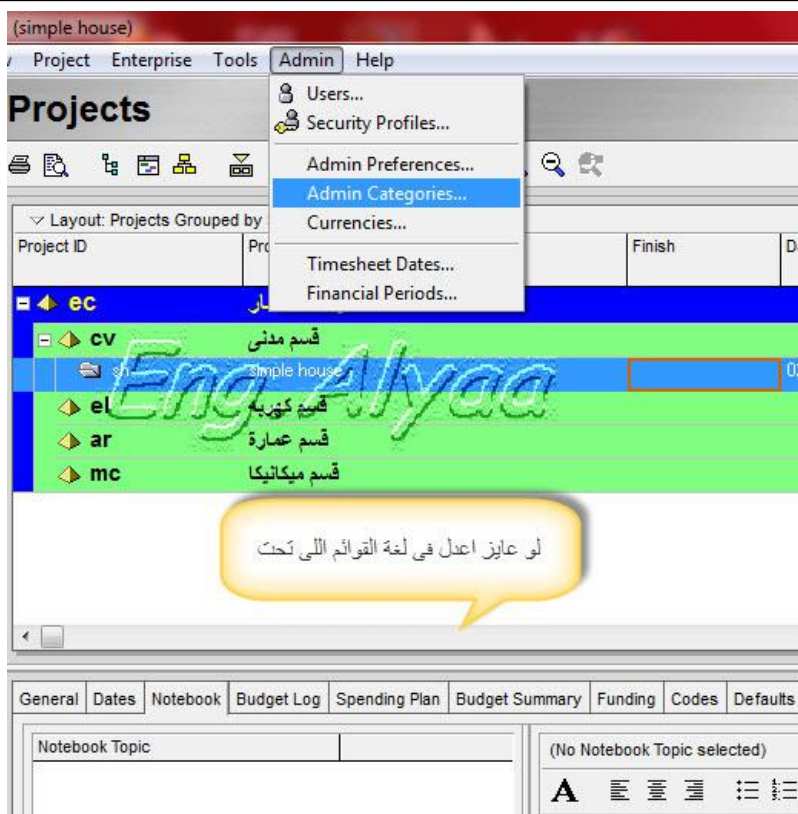 (simple house)
Project Enterprise Tools Admin Help
Users...
Projects
Security Profiles...
Admin Preferences...
Admin Categories...
Layout: Projects Grouped by
Currencies...
Project ID
Finish
Timesheet Dates...
Financial Periods...
ec
cv قسم مدنى
sh simple house
el قسم كهربه
ar قسم عمارة
mc قسم ميكانيكا
Eng Alyaa
لو عايز اعدل فى لغة القوائم اللى تحت
General Dates Notebook Budget Log Spending Plan Budget Summary Funding Codes Defaults
Notebook Topic
(No Notebook Topic selected)
A